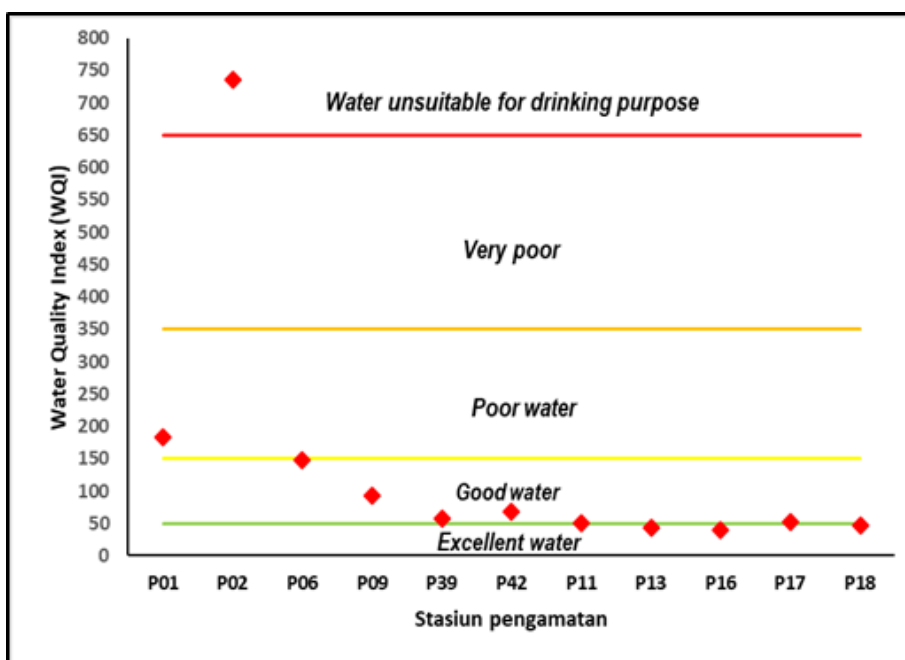 Water Quality Index (WQI)
800
750
700
650
600
550
500
450
400
350
300
250
200
150
100
50
0
Water unsuitable for drinking purpose
Very poor
Poor water
Good water
Excellent water
P01 P02 P06 P09 P39 P42 P11 P13 P16 P17 P18
Stasiun pengamatan